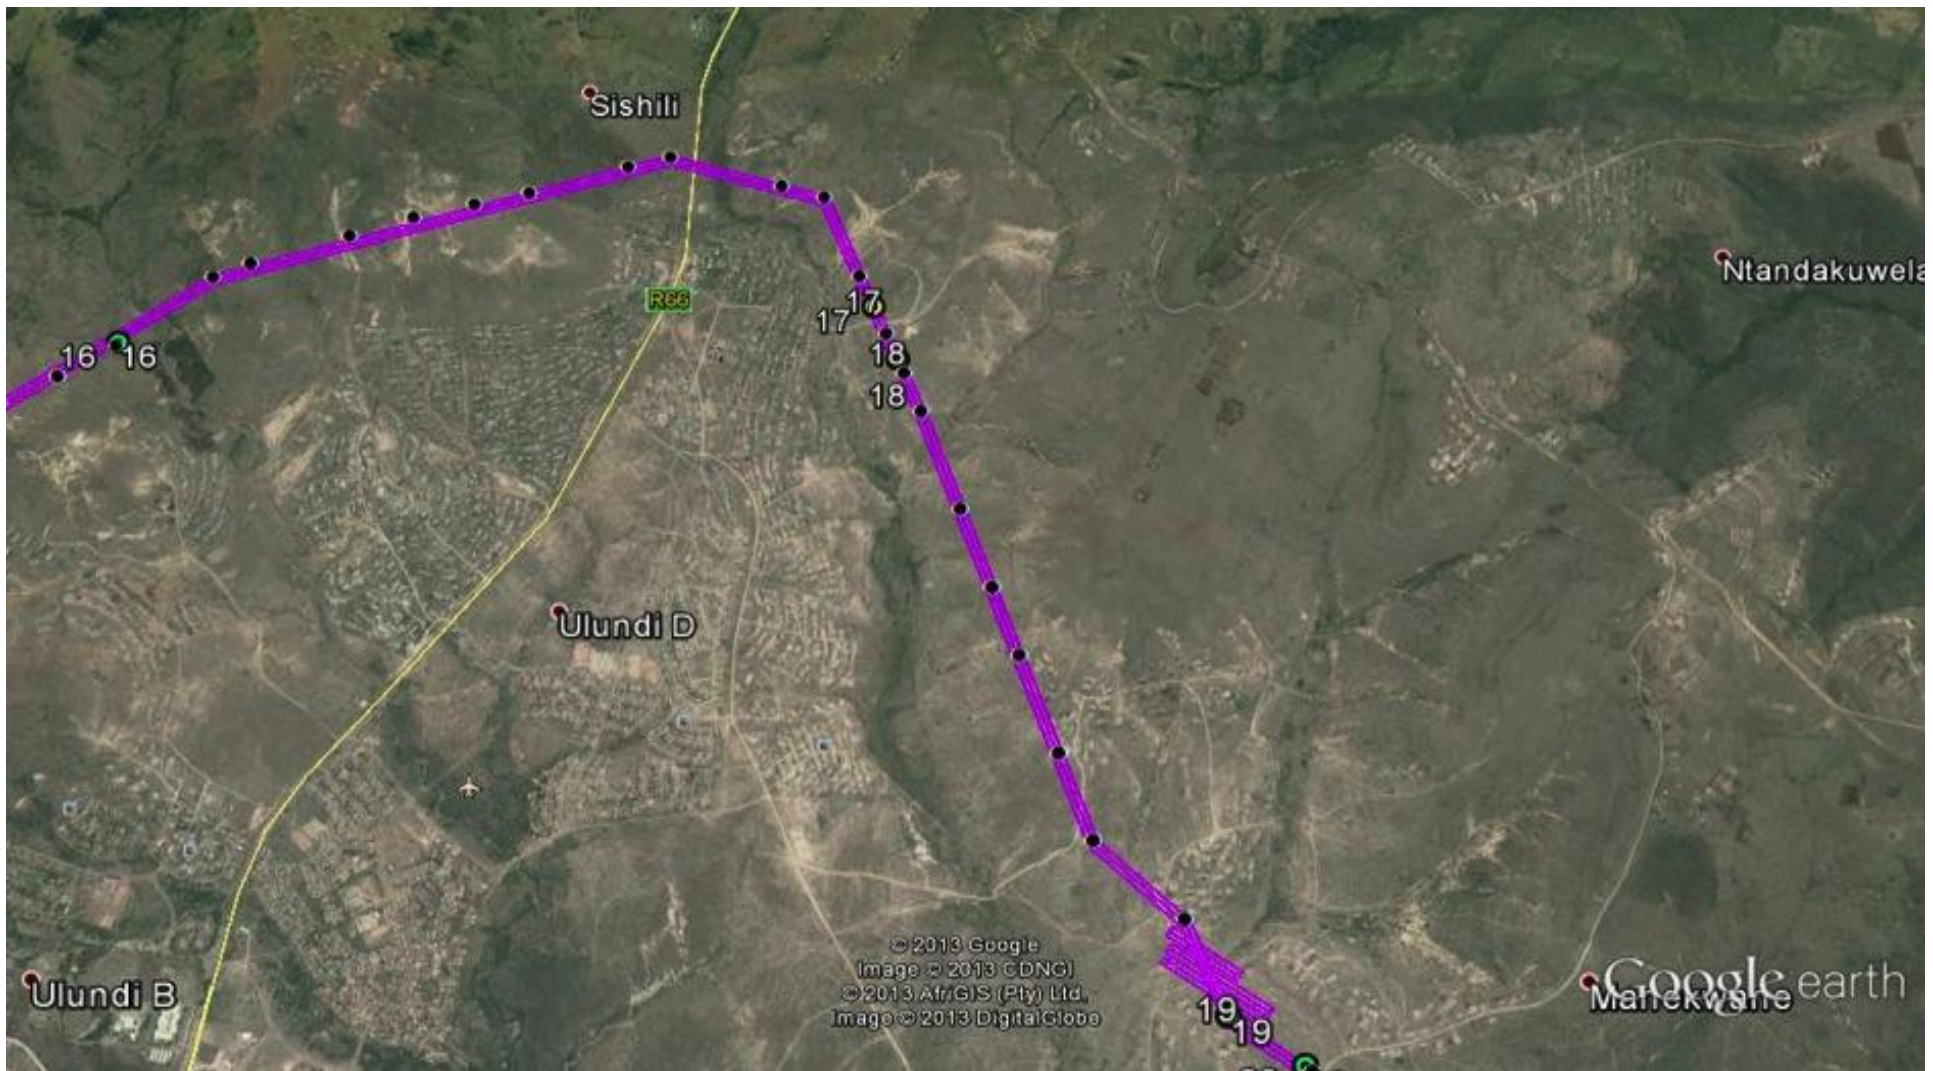 Sishili
Ntandakuwela
R66
17
17
16
16
18
18
Ulundi D
Ulundi B
© 2013 Google
Image © 2013 CDNGI
© 2013 AfriGIS (Pty) Ltd.
Image © 2013 DigitalGlobe
Google earth
19
19